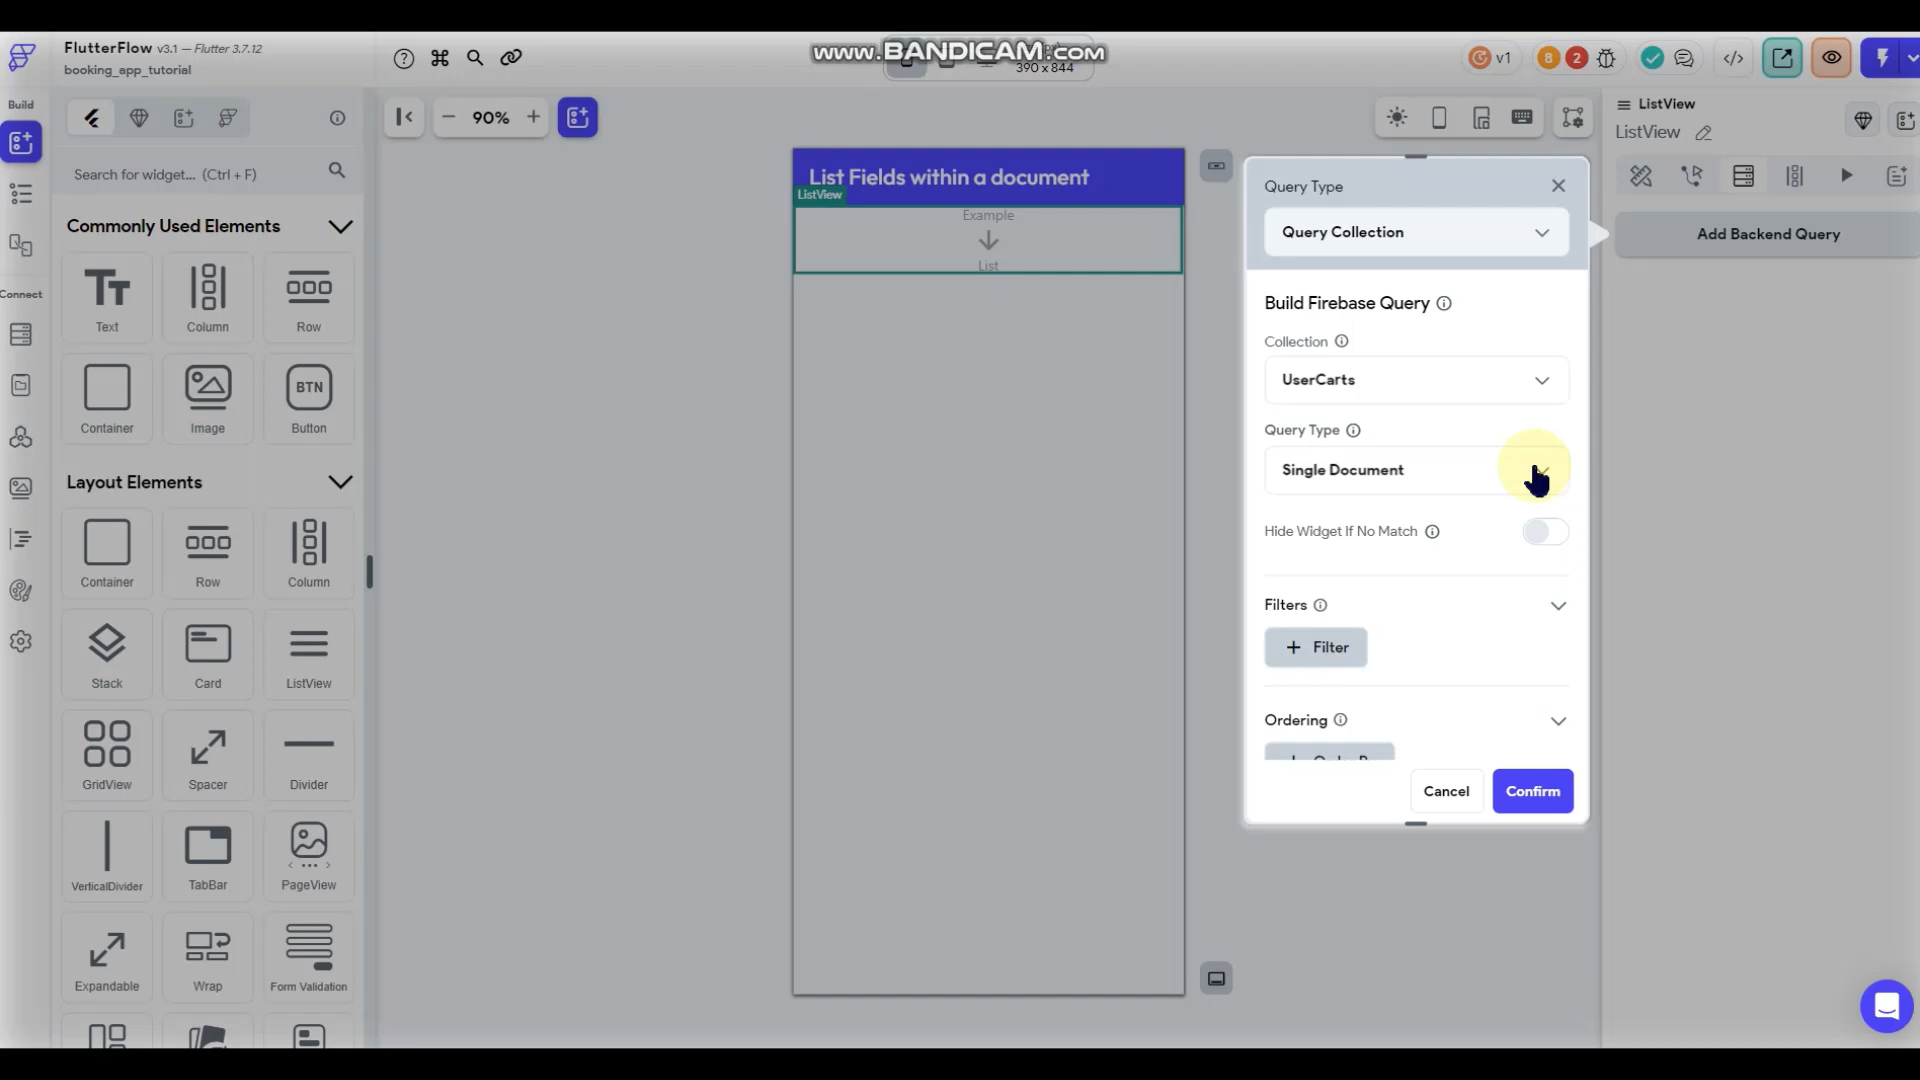 FlutterFlow v3.1 — Flutter 3.7.12
booking_app_tutorial
www.BANDICAM.com
390 x 844
v1
8
2
Build
90%
ListView
ListView
Search for widget... (Ctrl + F)
List Fields within a document
ListView
Example
List
Query Type
Query Collection
Add Backend Query
Commonly Used Elements
Text
Column
Row
Connect
Container
Image
BTN
Button
Build Firebase Query
Collection
UserCarts
Query Type
Single Document
Hide Widget If No Match
Filters
+ Filter
Ordering
Cancel
Confirm
Layout Elements
Container
Row
Column
Stack
Card
ListView
GridView
Spacer
Divider
VerticalDivider
TabBar
PageView
Expandable
Wrap
Form Validation